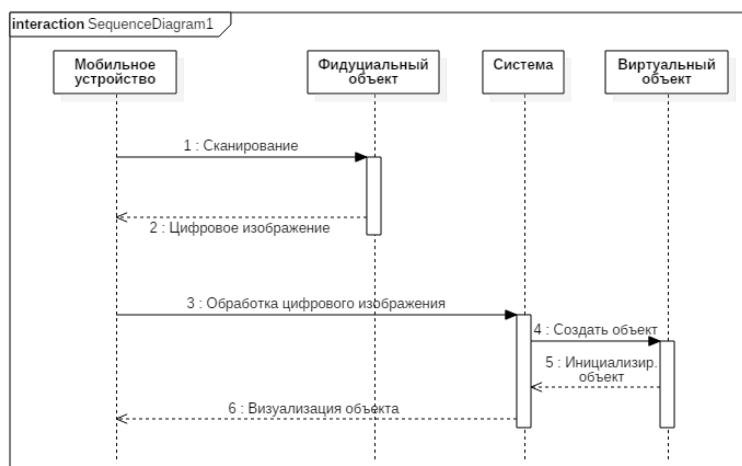 interaction SequenceDiagram1
Мобильное
устройство
Фидуциальный
объект
Система
Виртуальный
объект
1 : Сканирование
2 : Цифровое изображение
3 : Обработка цифрового изображения
4 : Создать объект
5 : Инициализир.
объект
6 : Визуализация объекта